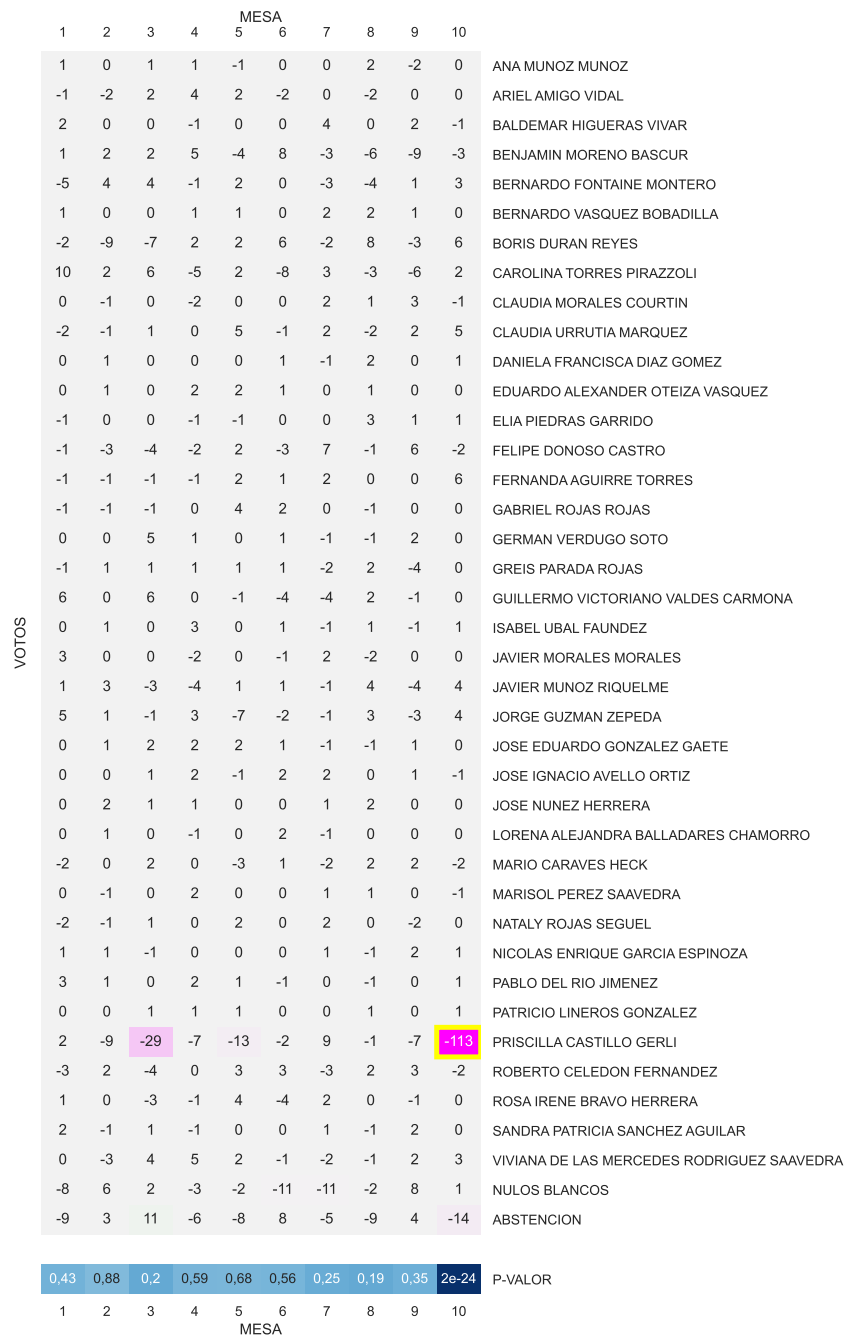 MESA
1 2 3 4 5 6 7 8 9 10
1 0 1 1 -1 0 0 2 -2 0 ANA MUNOZ MUNOZ
-1 -2 2 4 2 -2 0 -2 0 0 ARIEL AMIGO VIDAL
2 0 0 -1 0 0 4 0 2 -1 BALDEMAR HIGUERAS VIVAR
1 2 2 5 -4 8 -3 -6 -9 -3 BENJAMIN MORENO BASCUR
-5 4 4 -1 2 0 -3 -4 1 3 BERNARDO FONTAINE MONTERO
1 0 0 1 1 0 2 2 1 0 BERNARDO VASQUEZ BOBADILLA
-2 -9 -7 2 2 6 -2 8 -3 6 BORIS DURAN REYES
10 2 6 -5 2 -8 3 -3 -6 2 CAROLINA TORRES PIRAZZOLI
0 -1 0 -2 0 0 2 1 3 -1 CLAUDIA MORALES COURTIN
-2 -1 1 0 5 -1 2 -2 2 5 CLAUDIA URRUTIA MARQUEZ
0 1 0 0 0 1 -1 2 0 1 DANIELA FRANCISCA DIAZ GOMEZ
0 1 0 2 2 1 0 1 0 0 EDUARDO ALEXANDER OTEIZA VASQUEZ
-1 0 0 -1 -1 0 0 3 1 1 ELIA PIEDRAS GARRIDO
-1 -3 -4 -2 2 -3 7 -1 6 -2 FELIPE DONOSO CASTRO
-1 -1 -1 -1 2 1 2 0 0 6 FERNANDA AGUIRRE TORRES
-1 -1 -1 0 4 2 0 -1 0 0 GABRIEL ROJAS ROJAS
0 0 5 1 0 1 -1 -1 2 0 GERMAN VERDUGO SOTO
-1 1 1 1 1 1 -2 2 -4 0 GREIS PARADA ROJAS
6 0 6 0 -1 -4 -4 2 -1 0 GUILLERMO VICTORIANO VALDES CARMONA
0 1 0 3 0 1 -1 1 -1 1 ISABEL UBAL FAUNDEZ
3 0 0 -2 0 -1 2 -2 0 0 JAVIER MORALES MORALES
1 3 -3 -4 1 1 -1 4 -4 4 JAVIER MUNOZ RIQUELME
5 1 -1 3 -7 -2 -1 3 -3 4 JORGE GUZMAN ZEPEDA
0 1 2 2 2 1 -1 -1 1 0 JOSE EDUARDO GONZALEZ GAETE
0 0 1 2 -1 2 2 0 1 -1 JOSE IGNACIO AVELLO ORTIZ
0 2 1 1 0 0 1 2 0 0 JOSE NUNEZ HERRERA
0 1 0 -1 0 2 -1 0 0 0 LORENA ALEJANDRA BALLADARES CHAMORRO
-2 0 2 0 -3 1 -2 2 2 -2 MARIO CARAVES HECK
0 -1 0 2 0 0 1 1 0 -1 MARISOL PEREZ SAAVEDRA
-2 -1 1 0 2 0 2 0 -2 0 NATALY ROJAS SEGUEL
1 1 -1 0 0 0 1 -1 2 1 NICOLAS ENRIQUE GARCIA ESPINOZA
3 1 0 2 1 -1 0 -1 0 1 PABLO DEL RIO JIMENEZ
0 0 1 1 1 0 0 1 0 1 PATRICIO LINEROS GONZALEZ
2 -9 -29 -7 -13 -2 9 -1 -7 -113 PRISCILLA CASTILLO GERLI
-3 2 -4 0 3 3 -3 2 3 -2 ROBERTO CELEDON FERNANDEZ
1 0 -3 -1 4 -4 2 0 -1 0 ROSA IRENE BRAVO HERRERA
2 -1 1 -1 0 0 1 -1 2 0 SANDRA PATRICIA SANCHEZ AGUILAR
0 -3 4 5 2 -1 -2 -1 2 3 VIVIANA DE LAS MERCEDES RODRIGUEZ SAAVEDRA
-8 6 2 -3 -2 -11 -11 -2 8 1 NULOS BLANCOS
-9 3 11 -6 -8 8 -5 -9 4 -14 ABSTENCION
VOTOS
0,43 0,88 0,2 0,59 0,68 0,56 0,25 0,19 0,35 2e-24 P-VALOR
1 2 3 4 5 6 7 8 9 10
MESA